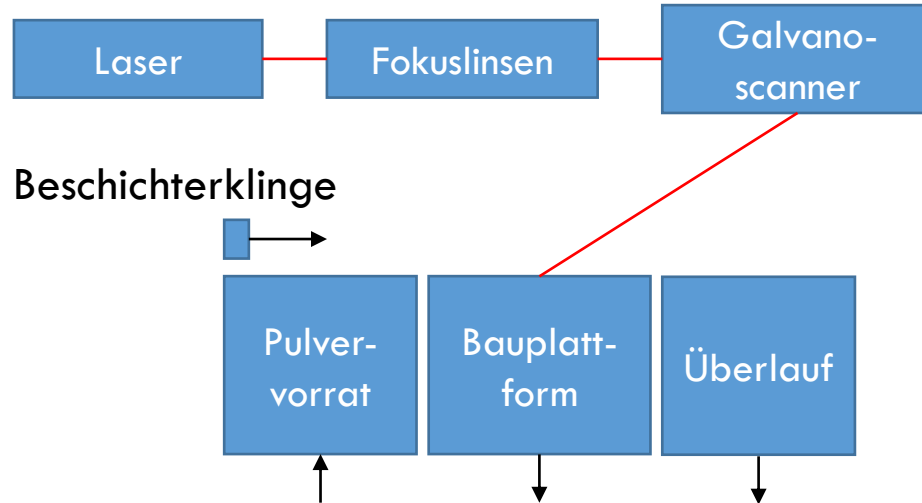 Laser
Fokuslinsen
Galvano-
scanner
Beschichterklinge
Pulver-
vorrat
Bauplatt-
form
Überlauf